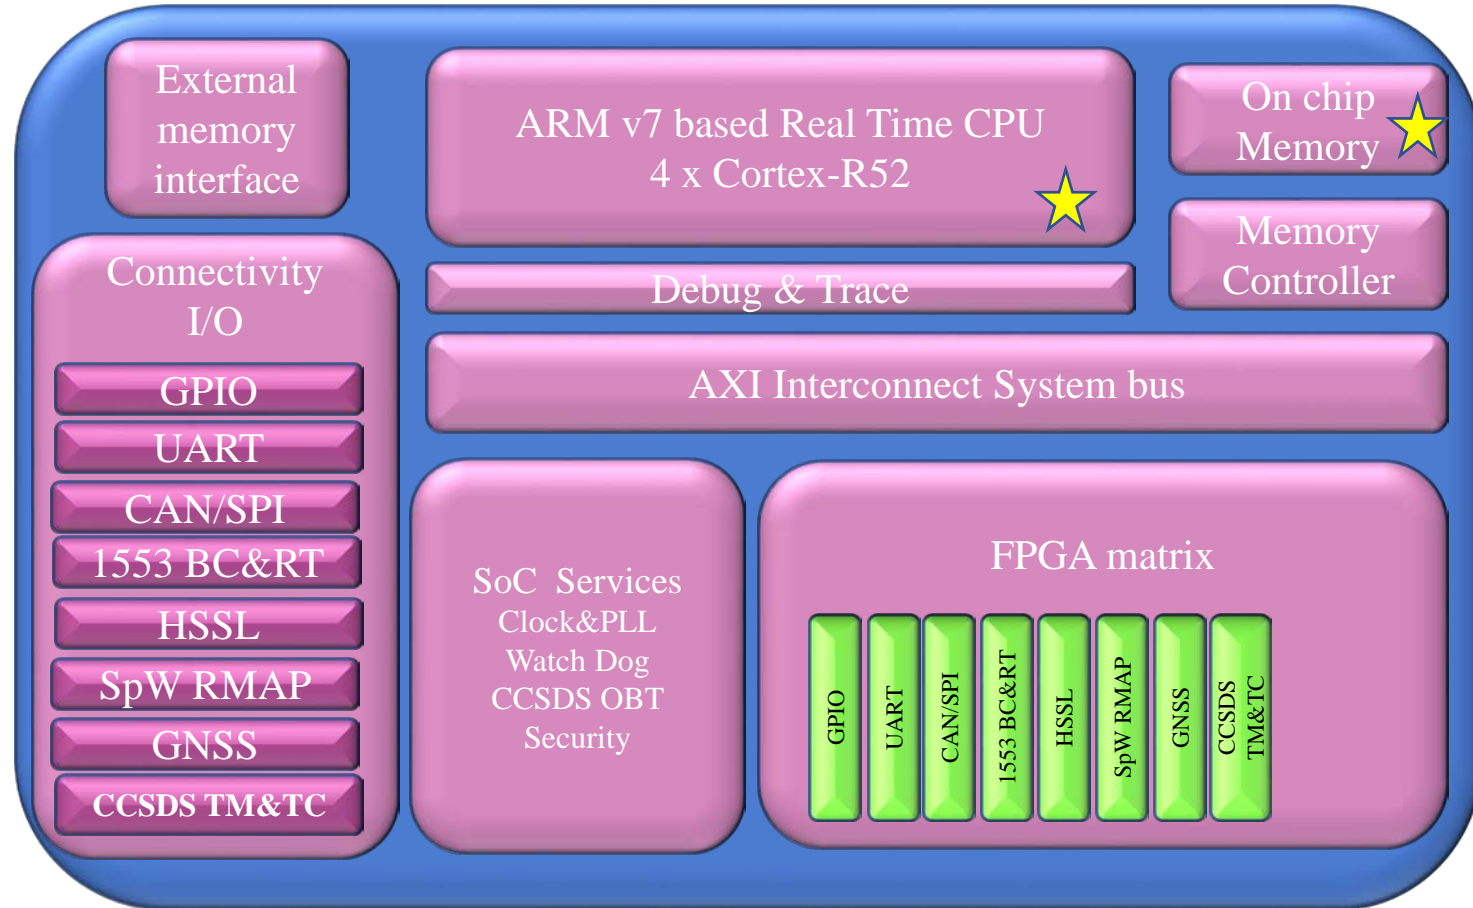 External
memory
interface
ARM v7 based Real Time CPU
4 x Cortex-R52
On chip
Memory
Memory
Controller
Debug & Trace
AXI Interconnect System bus
Connectivity
I/O
GPIO
UART
CAN/SPI
1553 BC&RT
HSSL
SpW RMAP
GNSS
CCSDS TM&TC
SoC Services
Clock&PLL
Watch Dog
CCSDS OBT
Security
FPGA matrix
GPIO
UART
CAN/SPI
1553 BC&RT
HSSL
SpW RMAP
GNSS
CCSDS
TM&TC